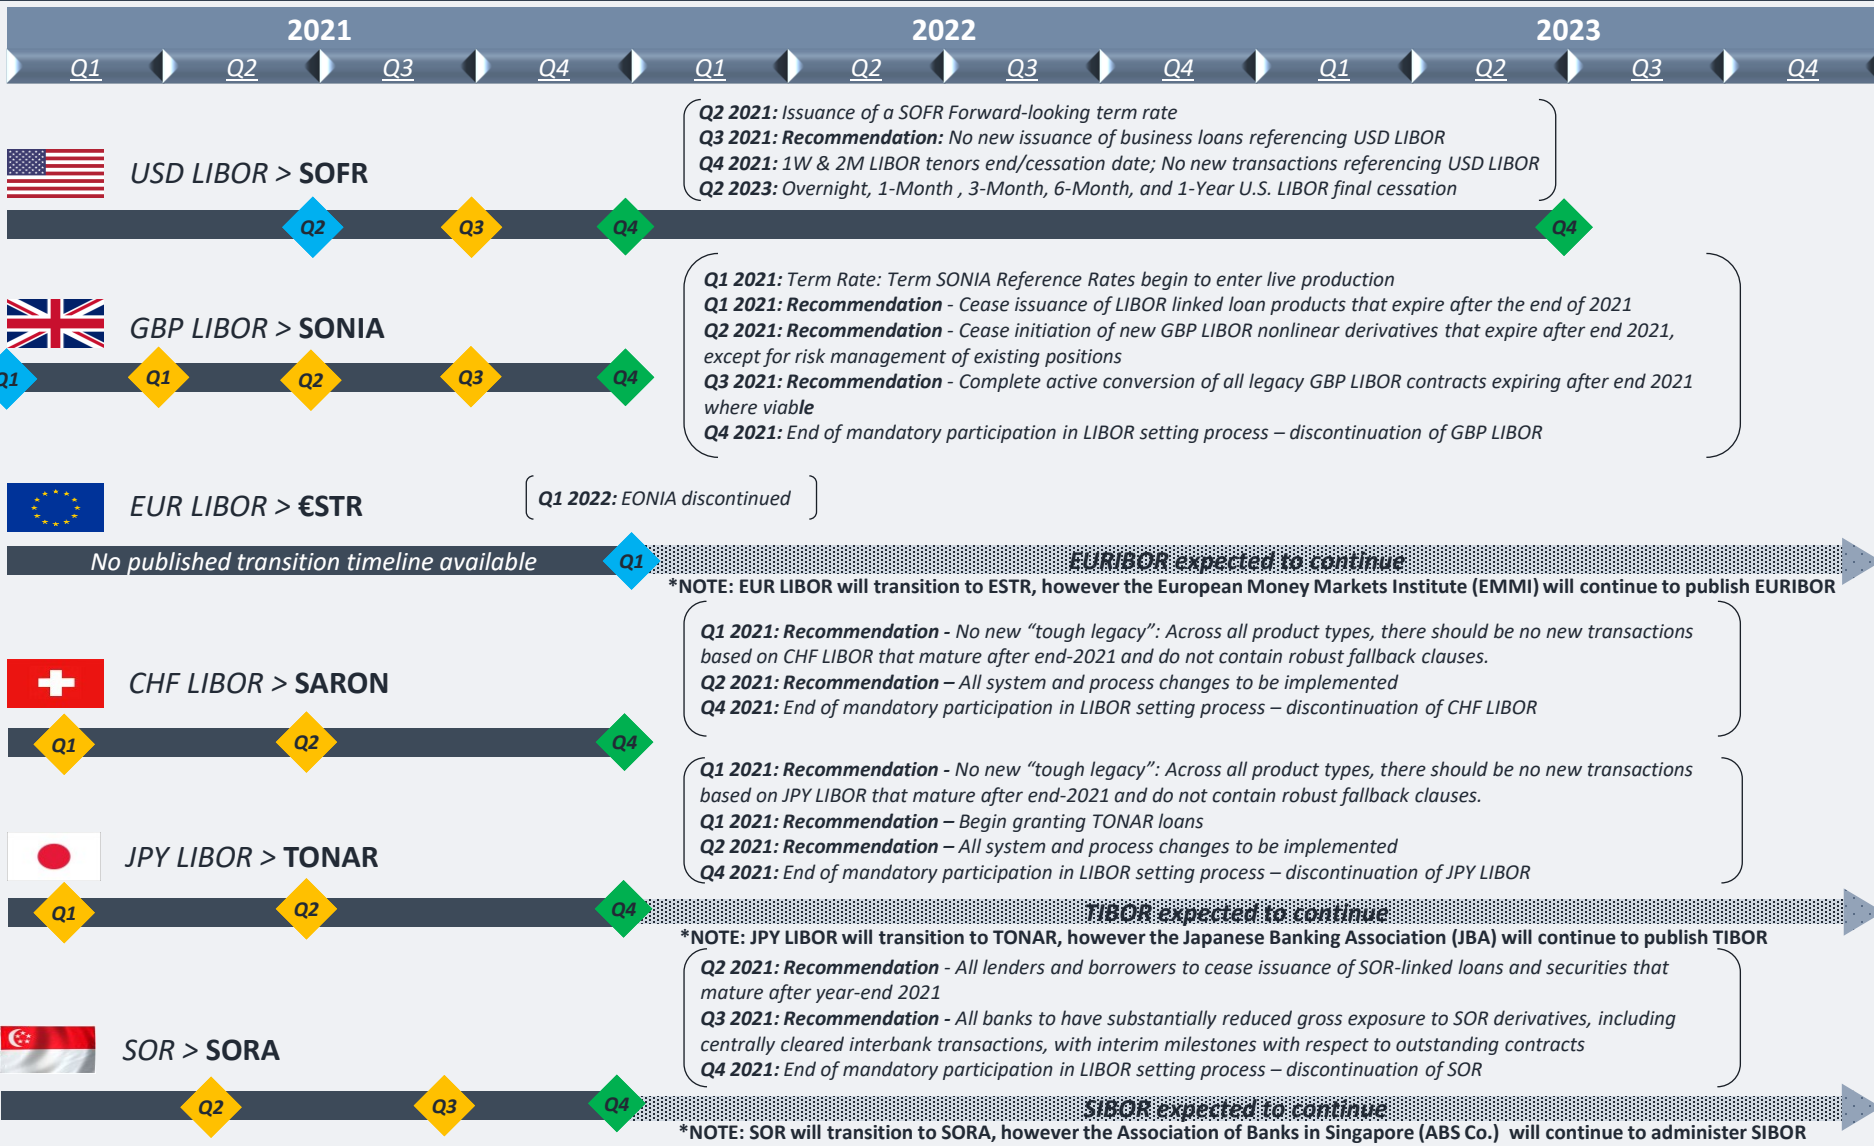 2021 2022 2023
Q1 Q2 Q3 Q4 Q1 Q2 Q3 Q4 Q1 Q2 Q3 Q4
USD LIBOR > SOFR
Q2 2021: Issuance of a SOFR Forward-looking term rate
Q3 2021: Recommendation: No new issuance of business loans referencing USD LIBOR
Q4 2021: 1W & 2M LIBOR tenors end/cessation date; No new transactions referencing USD LIBOR
Q2 2023: Overnight, 1-Month , 3-Month, 6-Month, and 1-Year U.S. LIBOR final cessation
Q2 Q3 Q4 Q4
GBP LIBOR > SONIA
Q1 2021: Term Rate: Term SONIA Reference Rates begin to enter live production
Q1 2021: Recommendation - Cease issuance of LIBOR linked loan products that expire after the end of 2021
Q2 2021: Recommendation - Cease initiation of new GBP LIBOR nonlinear derivatives that expire after end 2021,
except for risk management of existing positions
Q3 2021: Recommendation - Complete active conversion of all legacy GBP LIBOR contracts expiring after end 2021
where viable
Q4 2021: End of mandatory participation in LIBOR setting process – discontinuation of GBP LIBOR
Q1 Q1 Q2 Q3 Q4
EUR LIBOR > €STR
Q1 2022: EONIA discontinued
No published transition timeline available Q1 EURIBOR expected to continue
*NOTE: EUR LIBOR will transition to ESTR, however the European Money Markets Institute (EMMI) will continue to publish EURIBOR
CHF LIBOR > SARON
Q1 2021: Recommendation - No new “tough legacy”: Across all product types, there should be no new transactions
based on CHF LIBOR that mature after end-2021 and do not contain robust fallback clauses.
Q2 2021: Recommendation – All system and process changes to be implemented
Q4 2021: End of mandatory participation in LIBOR setting process – discontinuation of CHF LIBOR
Q1 Q2 Q4
JPY LIBOR > TONAR
Q1 2021: Recommendation - No new “tough legacy”: Across all product types, there should be no new transactions
based on JPY LIBOR that mature after end-2021 and do not contain robust fallback clauses.
Q1 2021: Recommendation – Begin granting TONAR loans
Q2 2021: Recommendation – All system and process changes to be implemented
Q4 2021: End of mandatory participation in LIBOR setting process – discontinuation of JPY LIBOR
Q1 Q2 Q4 TIBOR expected to continue
*NOTE: JPY LIBOR will transition to TONAR, however the Japanese Banking Association (JBA) will continue to publish TIBOR
SOR > SORA
Q2 2021: Recommendation - All lenders and borrowers to cease issuance of SOR-linked loans and securities that
mature after year-end 2021
Q3 2021: Recommendation - All banks to have substantially reduced gross exposure to SOR derivatives, including
centrally cleared interbank transactions, with interim milestones with respect to outstanding contracts
Q4 2021: End of mandatory participation in LIBOR setting process – discontinuation of SOR
Q2 Q3 Q4 SIBOR expected to continue
*NOTE: SOR will transition to SORA, however the Association of Banks in Singapore (ABS Co.) will continue to administer SIBOR